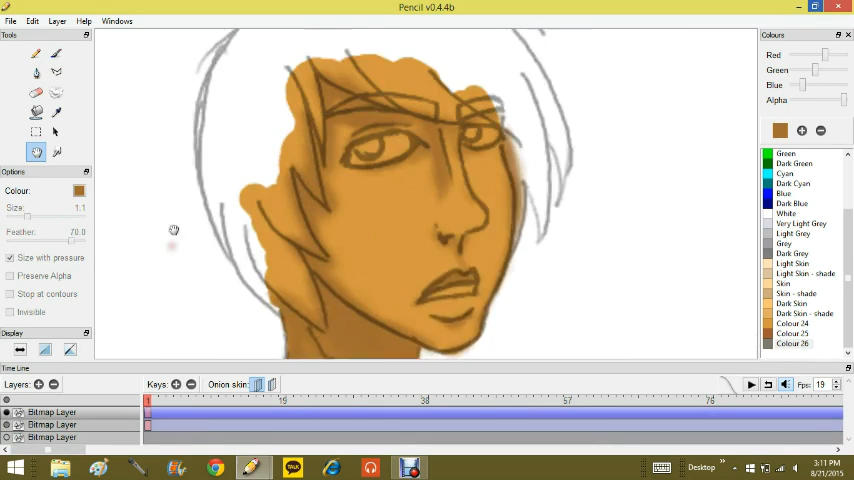 Pencil v0.4.4b
File Edit Layer Help Windows
Tools
Options
Colour:
Size: 1.1
Feather: 70.0
Size with pressure
Preserve Alpha
Stop at contours
Invisible
Display
Colours
Red
Green
Blue
Alpha
Green
Dark Green
Cyan
Dark Cyan
Blue
Dark Blue
White
Very Light Grey
Light Grey
Grey
Dark Grey
Light Skin
Light Skin - shade
Skin
Skin - shade
Dark Skin
Dark Skin - shade
Colour 24
Colour 25
Colour 26
Time Line
Layers: Keys: Onion skin: Fps: 19
1 19 38 57 76
Bitmap Layer
Bitmap Layer
Bitmap Layer
TALK
Desktop
3:11 PM
8/21/2015